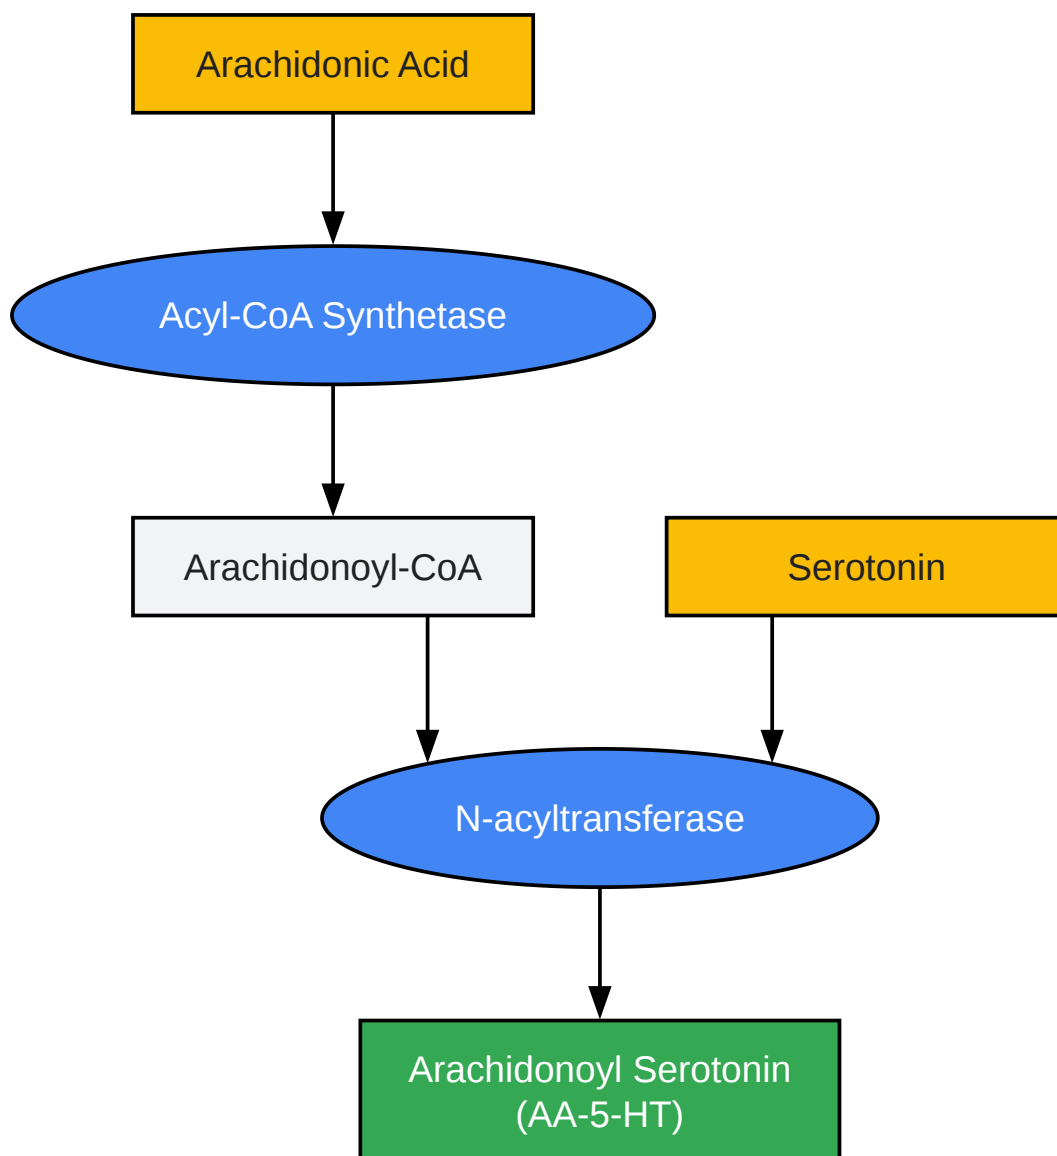 Arachidonic Acid
Acyl-CoA Synthetase
Arachidonoyl-CoA
Serotonin
N-acyltransferase
Arachidonoyl Serotonin
(AA-5-HT)